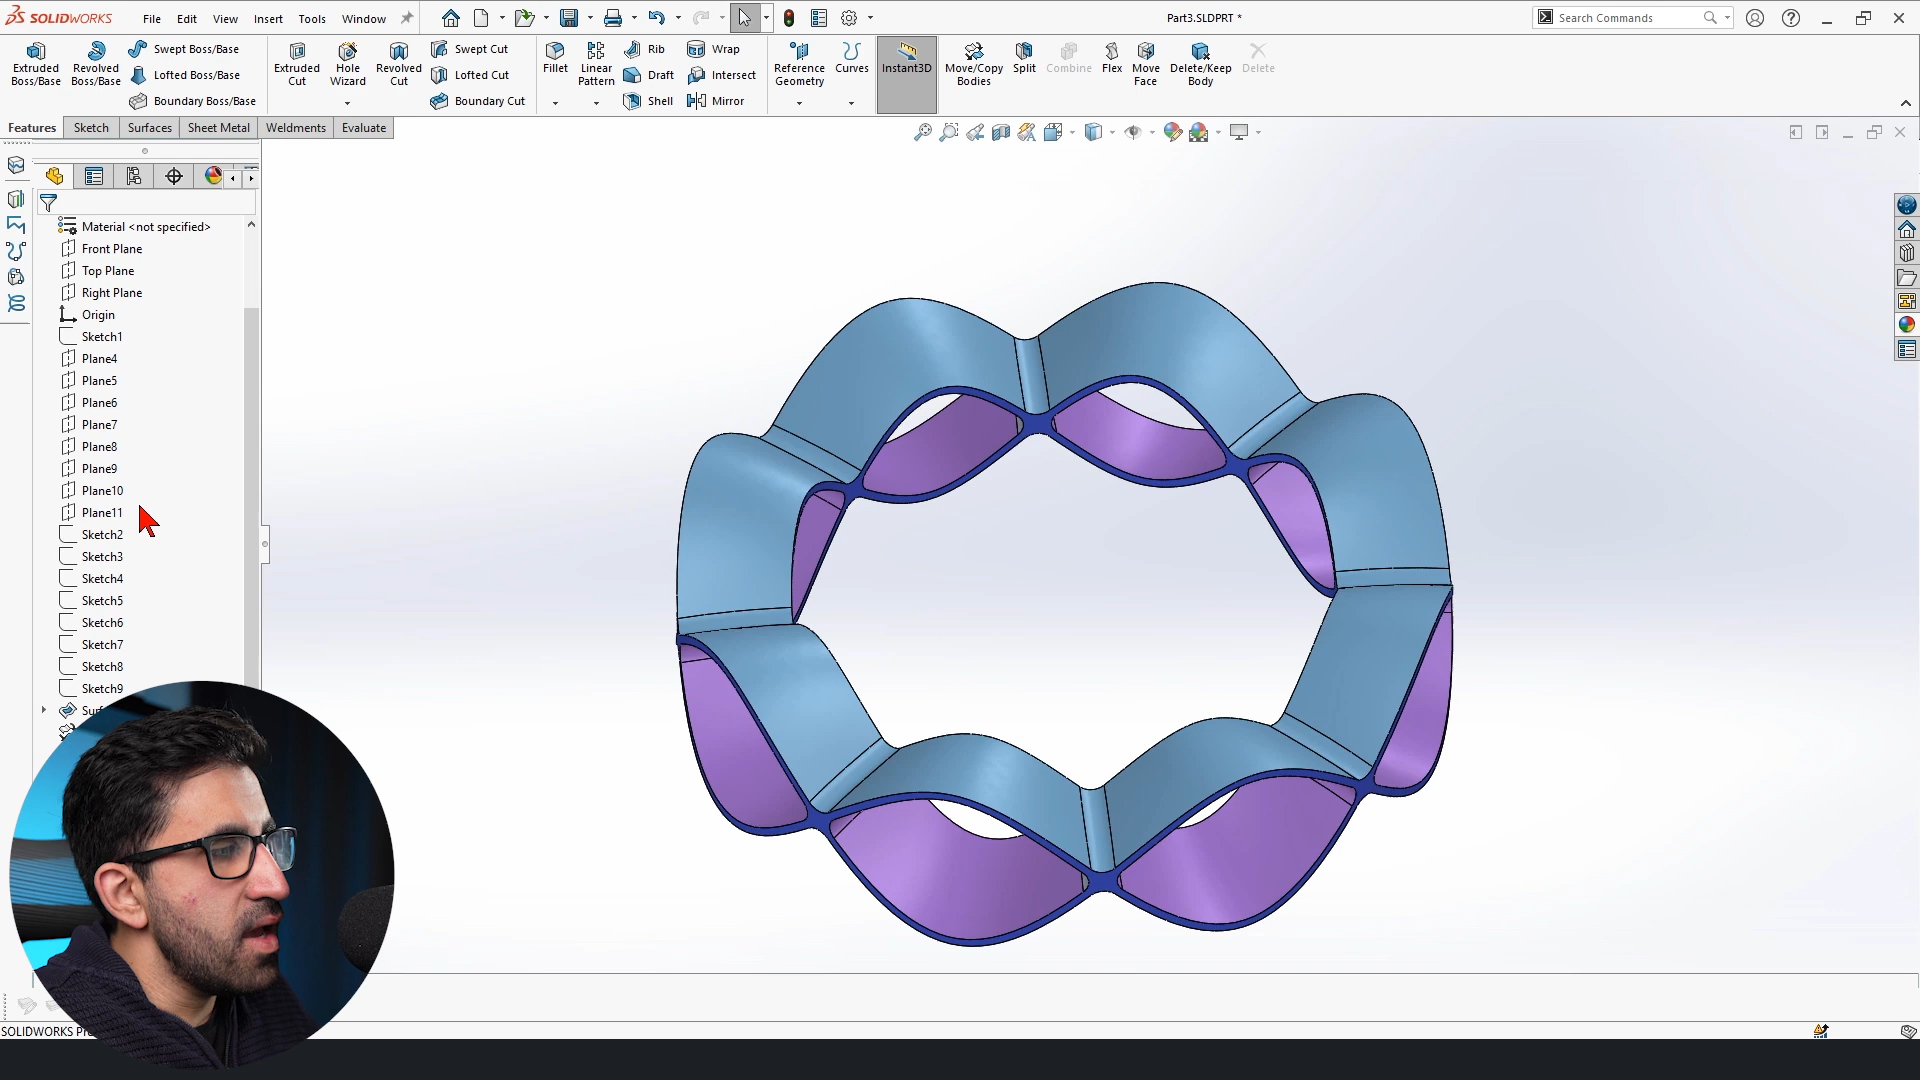 SOLIDWORKS
File Edit View Insert Tools Window
Part3.SLDPRT *
Search Commands
Extruded Boss/Base
Revolved Boss/Base
Swept Boss/Base
Lofted Boss/Base
Boundary Boss/Base
Extruded Cut
Hole Wizard
Revolved Cut
Swept Cut
Lofted Cut
Boundary Cut
Fillet
Linear Pattern
Rib
Draft
Shell
Wrap
Intersect
Mirror
Reference Geometry
Curves
Instant3D
Move/Copy Bodies
Split
Combine
Flex
Move Face
Delete/Keep Body
Delete
Features Sketch Surfaces Sheet Metal Weldments Evaluate
Material <not specified>
Front Plane
Top Plane
Right Plane
Origin
Sketch1
Plane4
Plane5
Plane6
Plane7
Plane8
Plane9
Plane10
Plane11
Sketch2
Sketch3
Sketch4
Sketch5
Sketch6
Sketch7
Sketch8
Sketch9
SOLIDWORKS